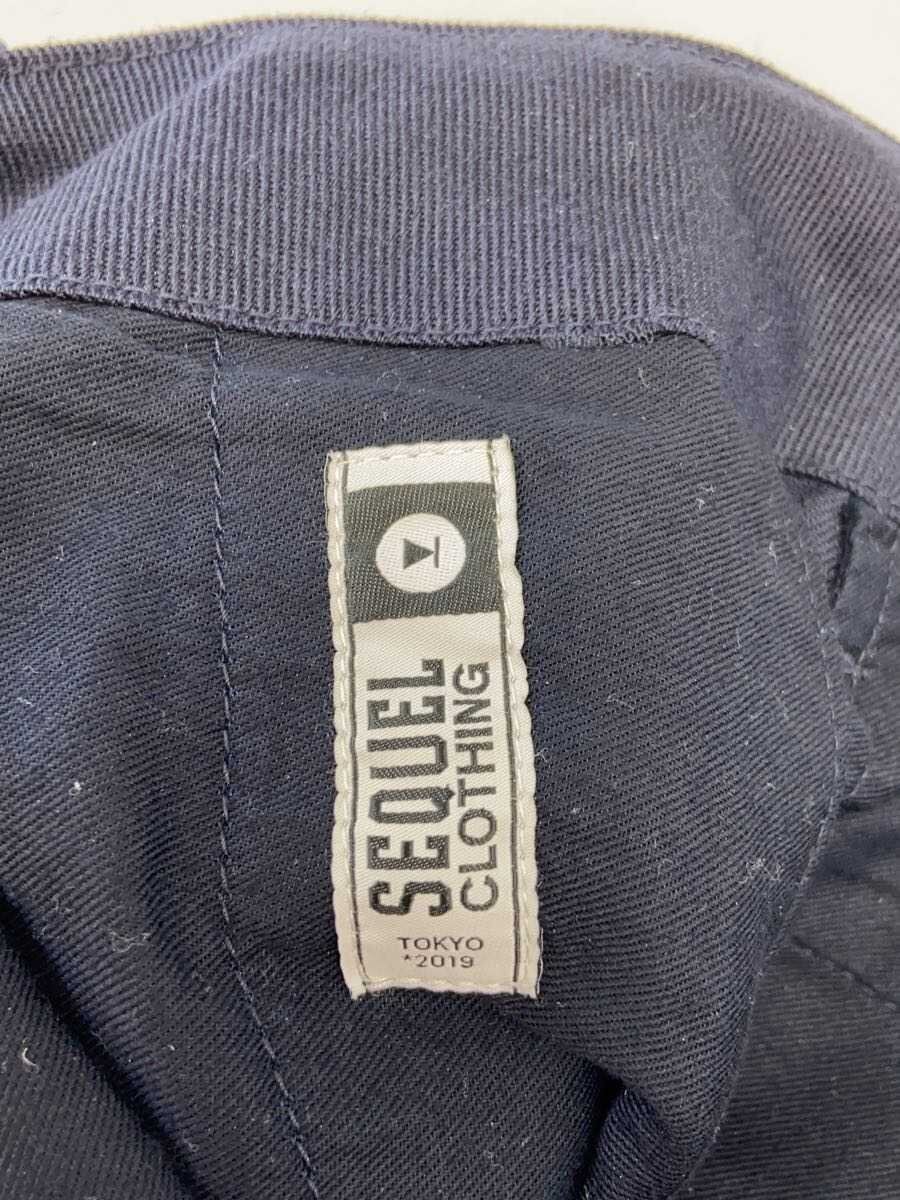 SEQUEL
CLOTHING
TOKYO
*2019